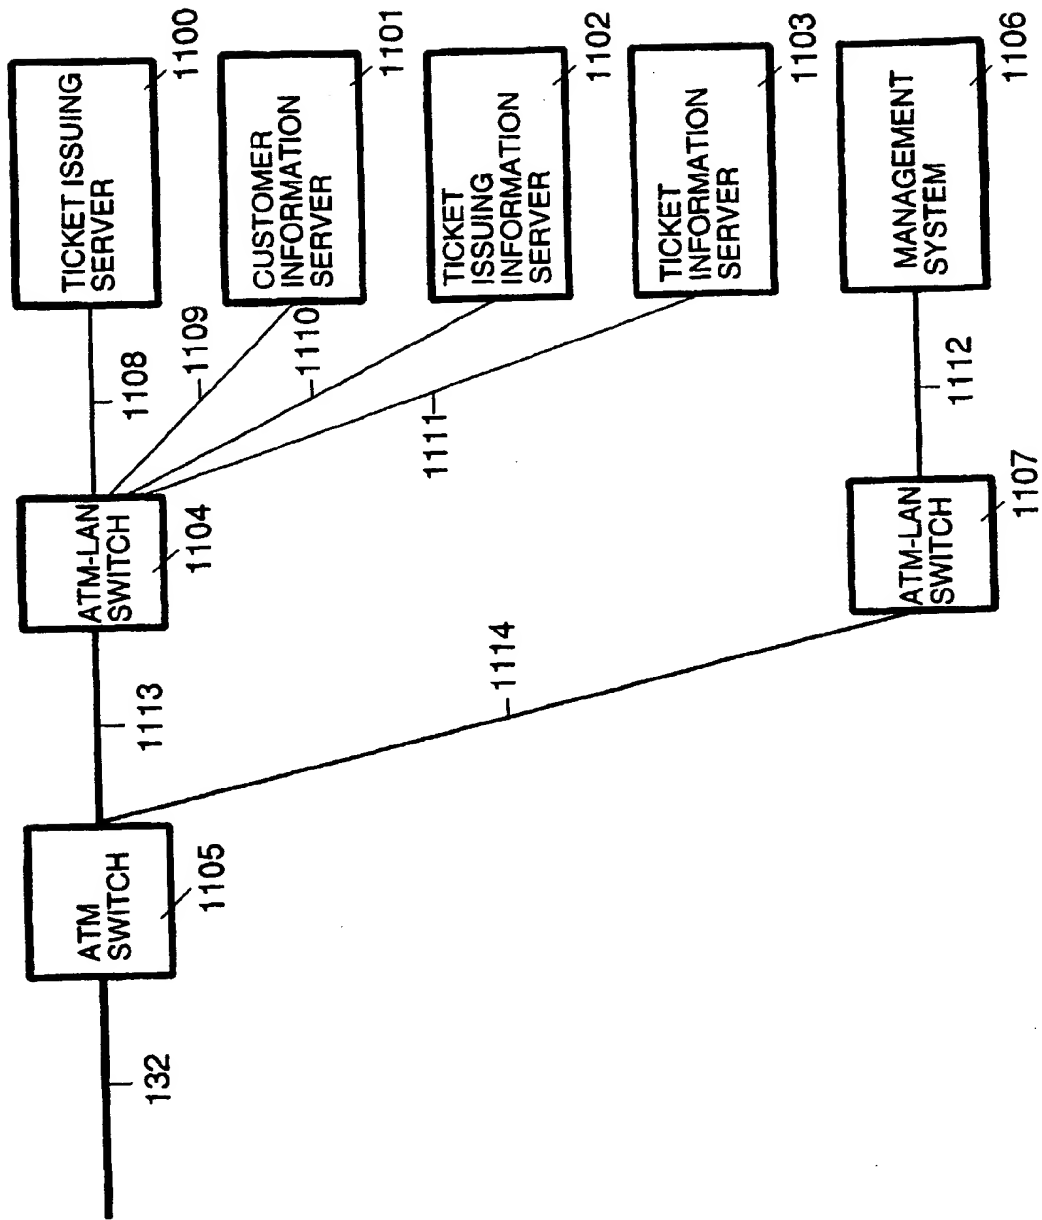 TICKET ISSUING
SERVER
1100
CUSTOMER
INFORMATION
SERVER
1101
TICKET
ISSUING
INFORMATION
SERVER
1102
TICKET
INFORMATION
SERVER
1103
MANAGEMENT
SYSTEM
1106
1108
1109
1110
1111
1112
ATM-LAN
SWITCH
1104
ATM-LAN
SWITCH
1107
1113
1114
ATM
SWITCH
1105
132